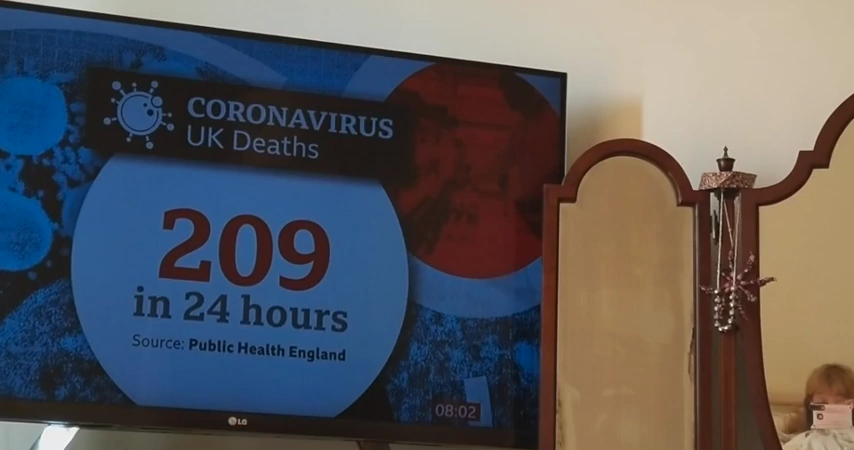 CORONAVIRUS
UK Deaths
209
in 24 hours
Source: Public Health England
08:02
LG